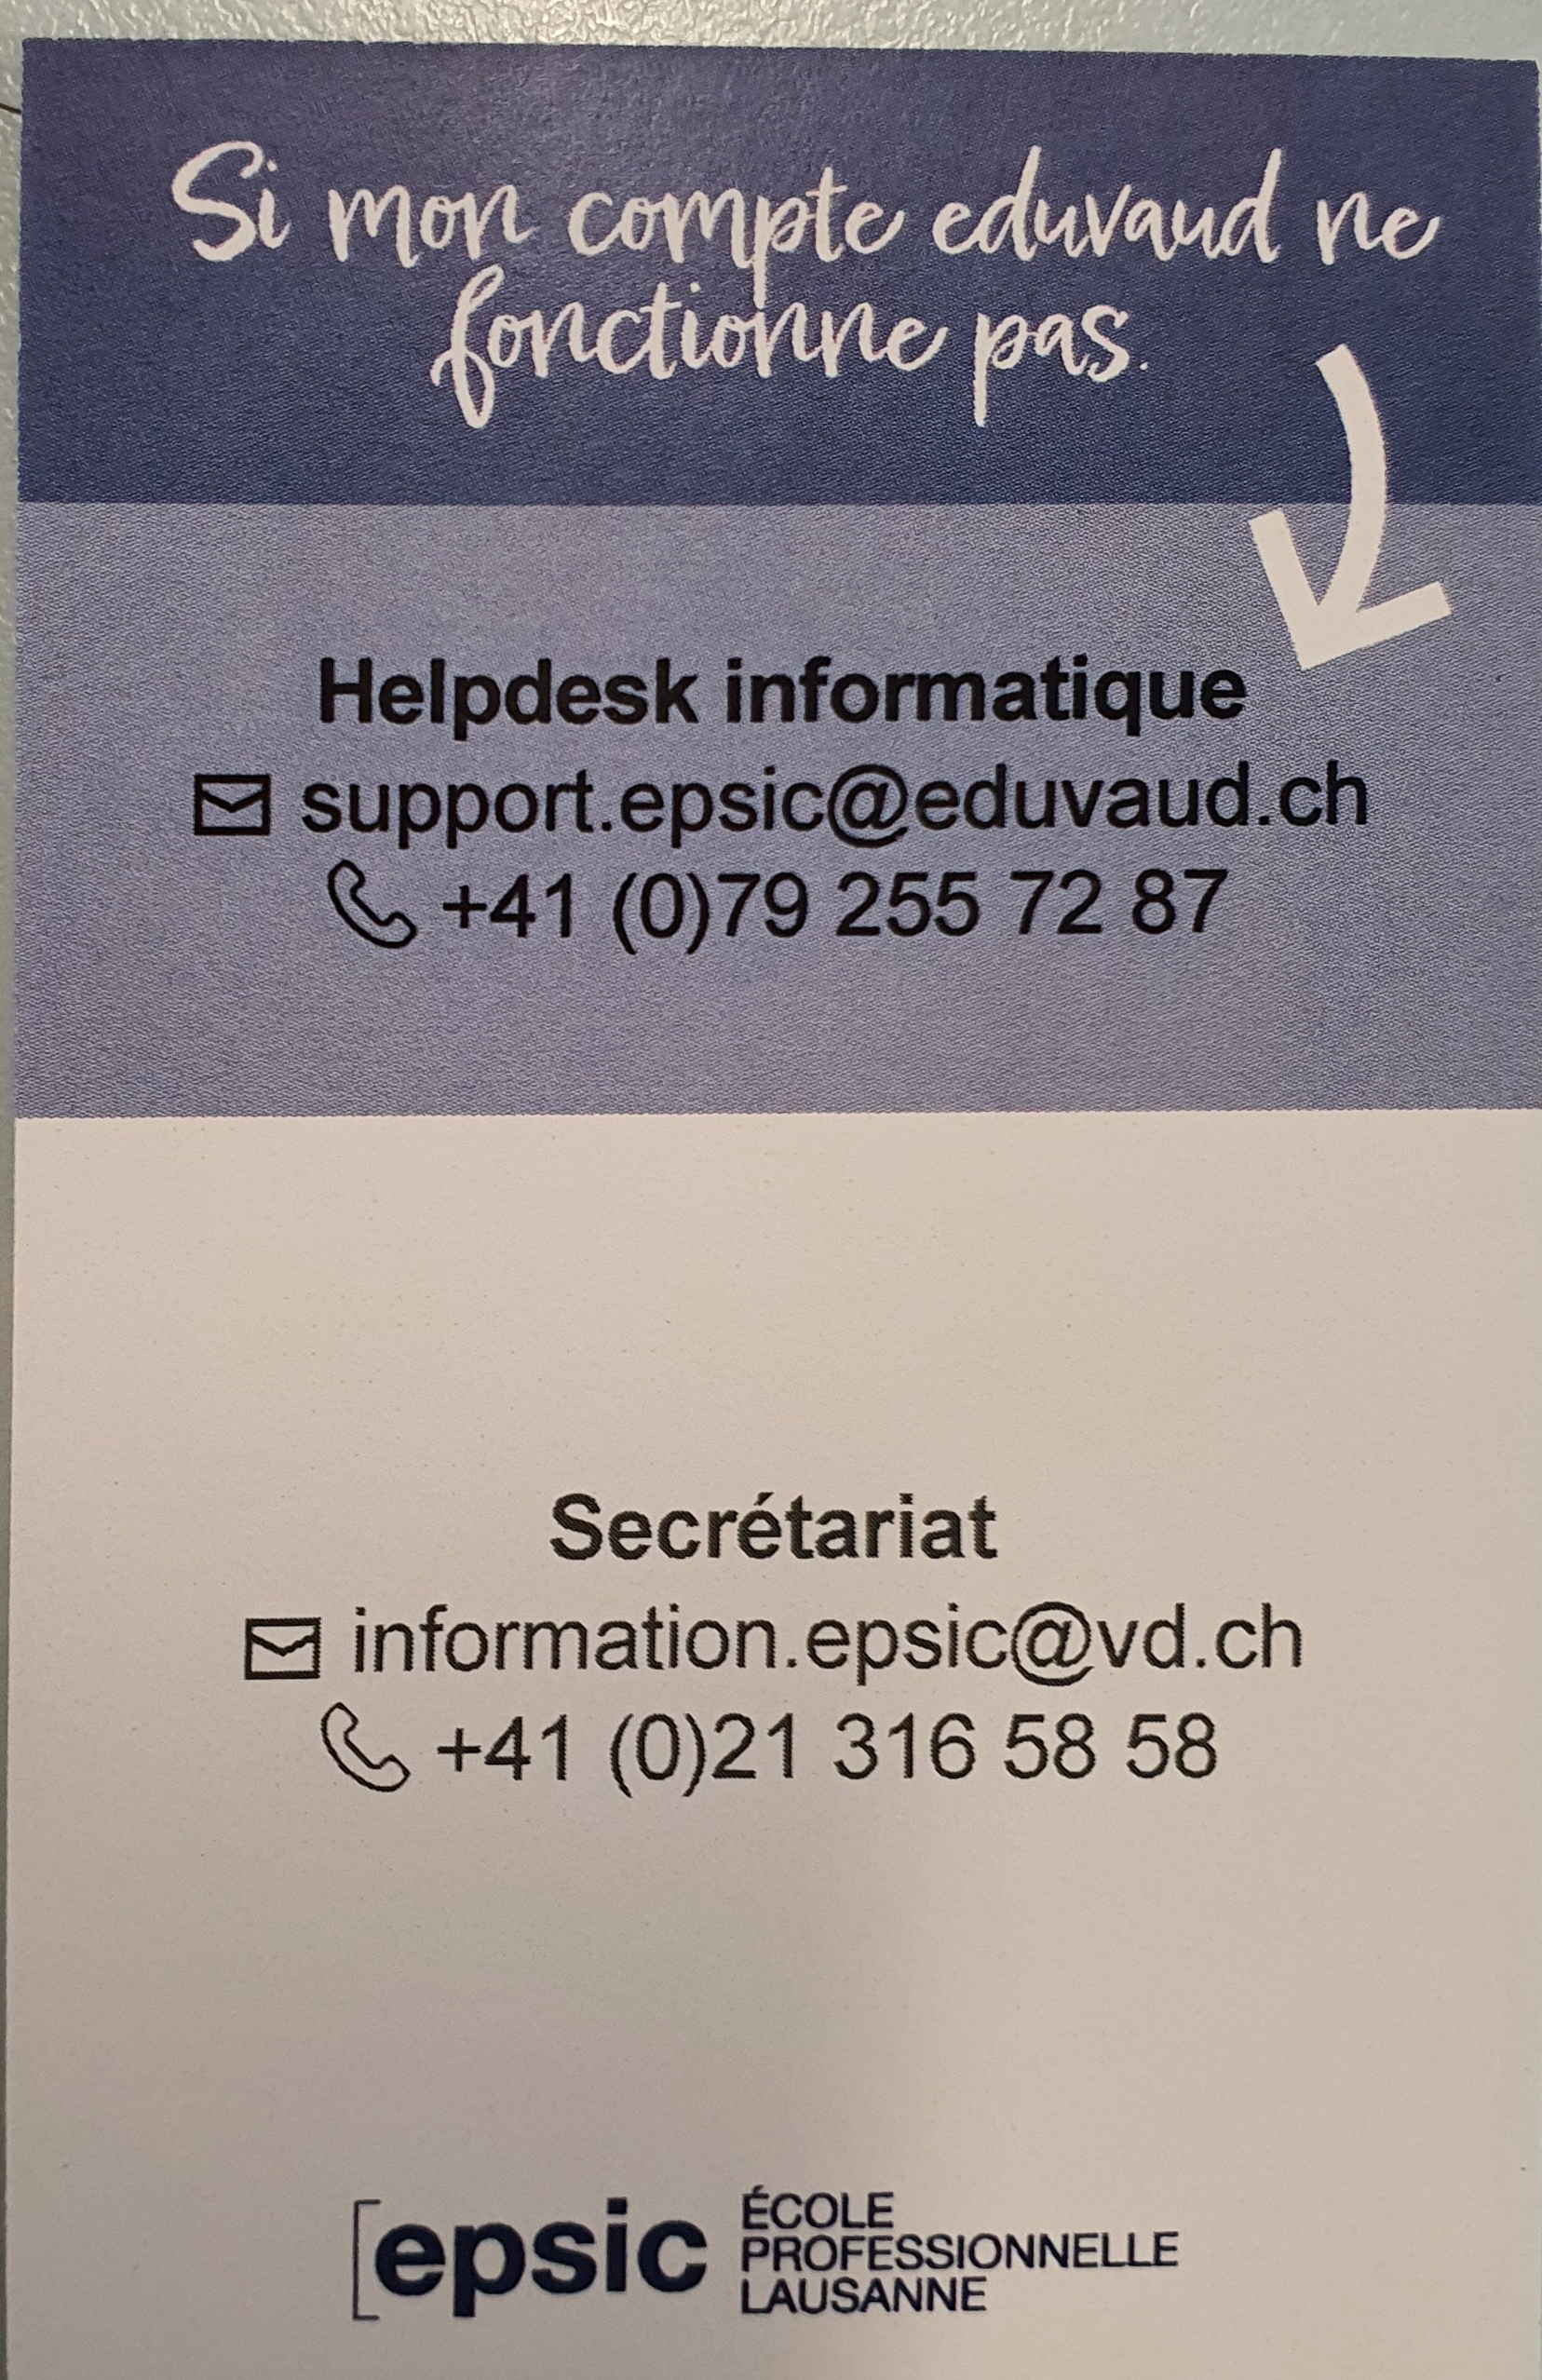 Si mon compte eduvaud ne
fonctionne pas.
Helpdesk informatique
support.epsic@eduvaud.ch
+41 (0)79 255 72 87
Secrétariat
information.epsic@vd.ch
+41 (0)21 316 58 58
[epsic
ÉCOLE
PROFESSIONNELLE
LAUSANNE